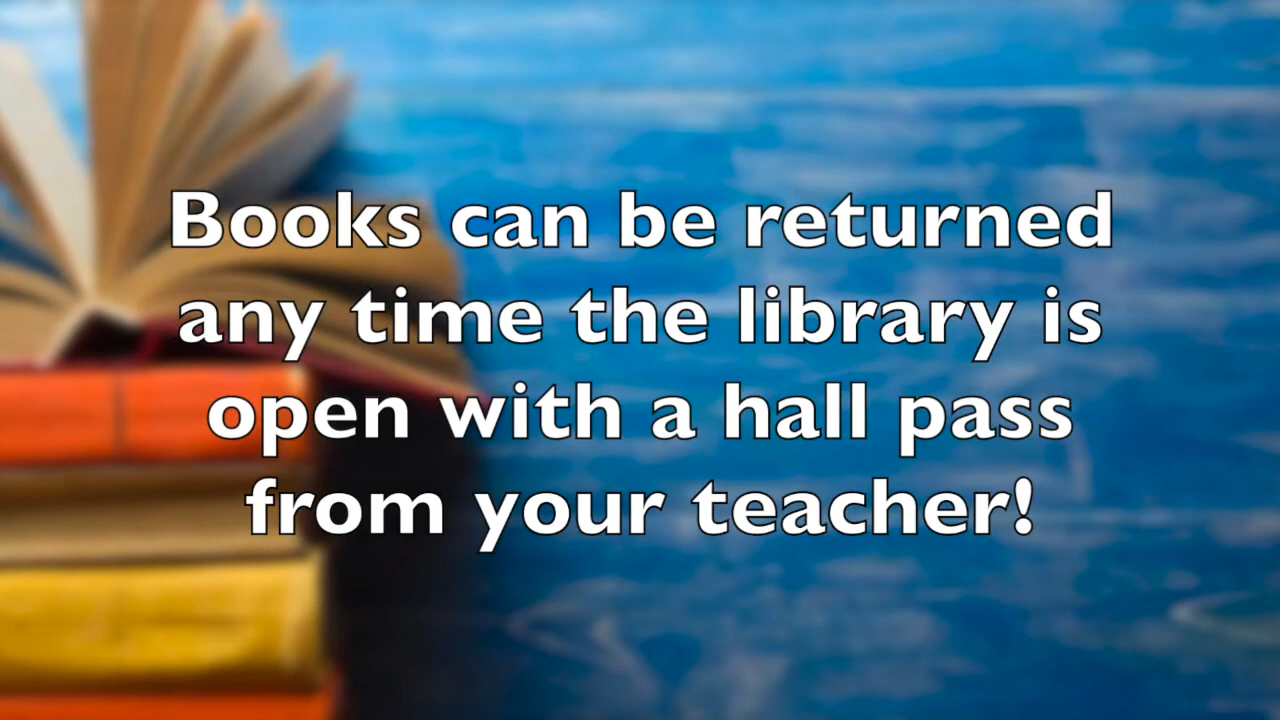 Books can be returned
any time the library is
open with a hall pass
from your teacher!